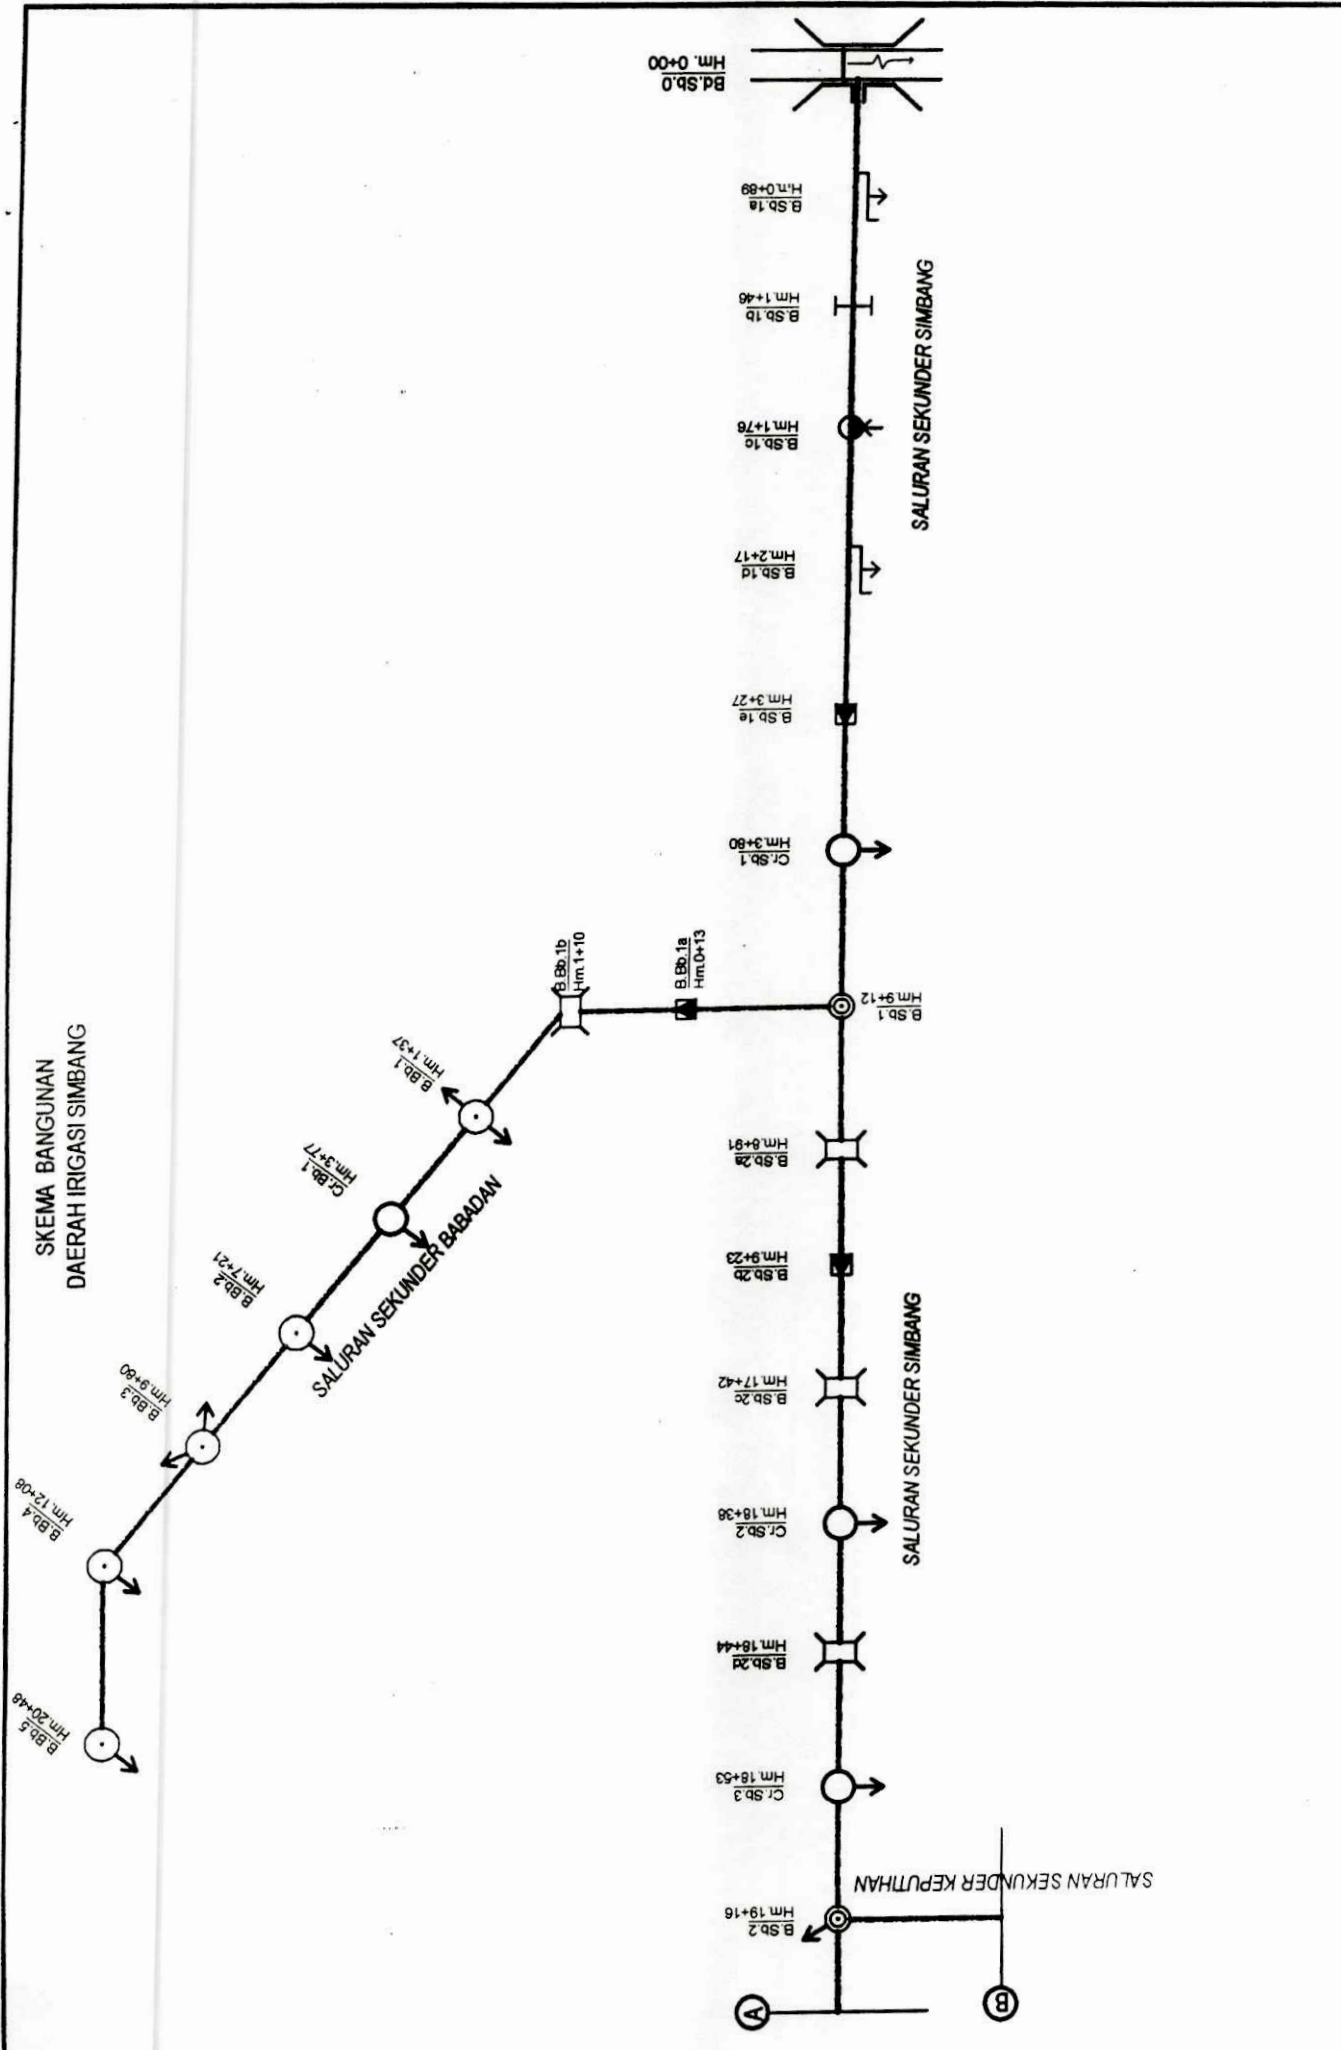 SKEMA BANGUNAN
DAERAH IRIGASI SIMBANG
Bd.Sb.0
Hm. 0+00
B.Sb.1a
Hm.0+89
B.Sb.1b
Hm.1+46
B.Sb.1c
Hm.1+76
B.Sb.1d
Hm.2+17
B.Sb.1e
Hm.3+27
Cr.Sb.1
Hm.3+80
SALURAN SEKUNDER SIMBANG
B.Sb.1
Hm.9+12
B.Bb.1a
Hm.0+13
B.Bb.1b
Hm.1+10
B.Bb.1
Hm.1+37
Cr.Bb.1
Hm.3+77
B.Bb.2
Hm.7+21
B.Bb.3
Hm.9+80
B.Bb.4
Hm.12+08
B.Bb.5
Hm.20+48
SALURAN SEKUNDER BABADAN
B.Sb.2a
Hm.8+91
B.Sb.2b
Hm.9+23
B.Sb.2c
Hm.17+42
Cr.Sb.2
Hm.18+38
B.Sb.2d
Hm.18+44
Cr.Sb.3
Hm.18+53
SALURAN SEKUNDER SIMBANG
B.Sb.2
Hm.19+16
SALURAN SEKUNDER KEPUTIHAN
A
B